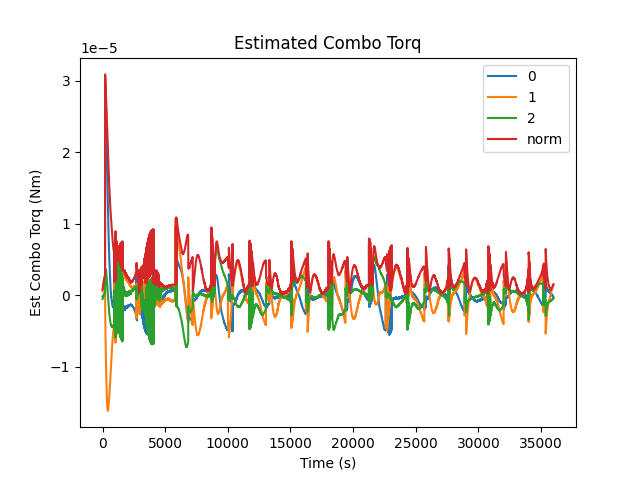 Estimated Combo Torq
1e−5
3
2
1
0
−1
Est Combo Torq (Nm)
0
1
2
norm
0 5000 10000 15000 20000 25000 30000 35000
Time (s)